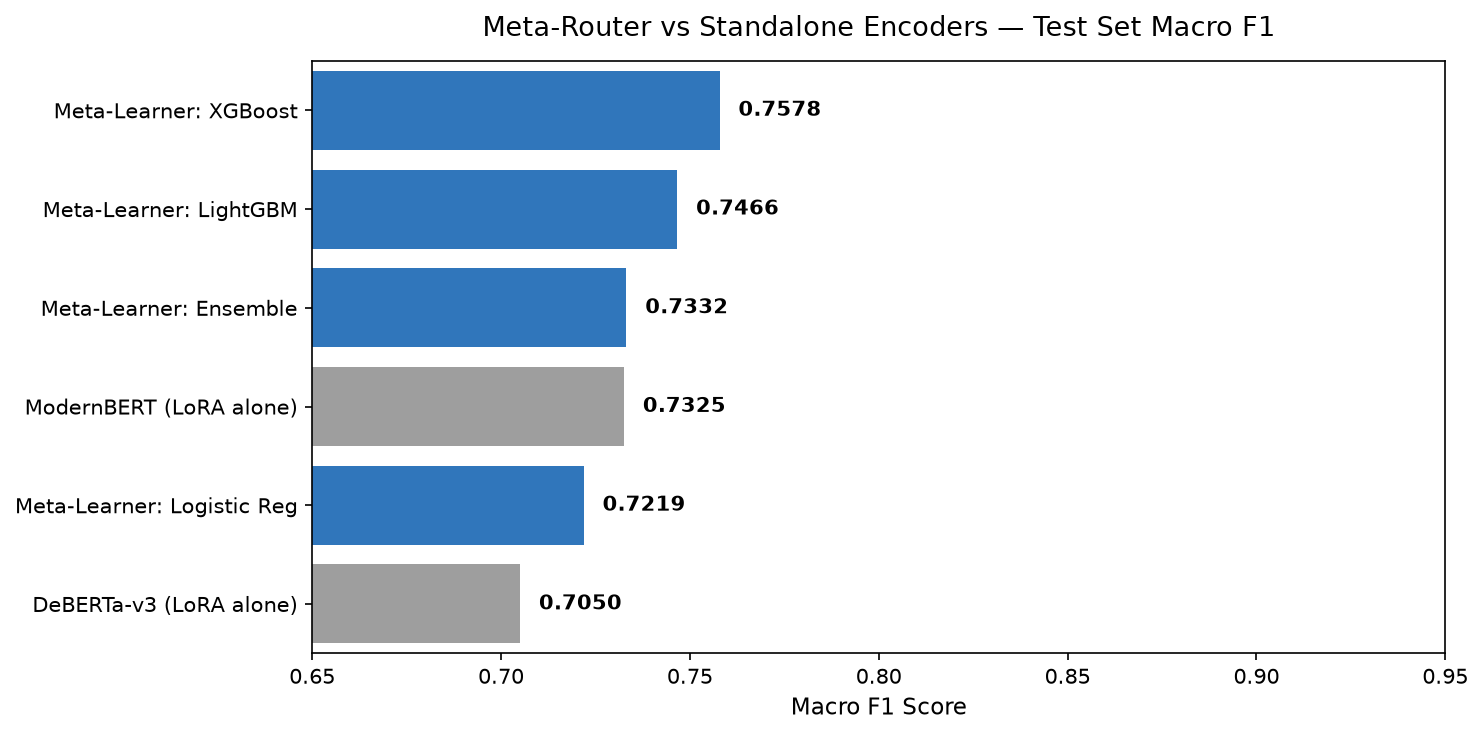 Meta-Router vs Standalone Encoders — Test Set Macro F1
Meta-Learner: XGBoost 0.7578
Meta-Learner: LightGBM 0.7466
Meta-Learner: Ensemble 0.7332
ModernBERT (LoRA alone) 0.7325
Meta-Learner: Logistic Reg 0.7219
DeBERTa-v3 (LoRA alone) 0.7050
0.65 0.70 0.75 0.80 0.85 0.90 0.95
Macro F1 Score